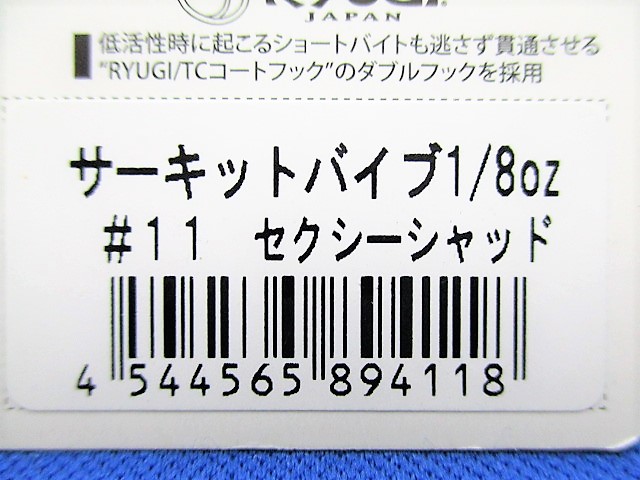 RYUGI®
JAPAN
低活性時に起こるショートバイトも逃さず貫通させる
"RYUGI/TCコートフック"のダブルフックを採用
サーキットバイブ1/8oz
#11 セクシーシャッド
4 544565 894118